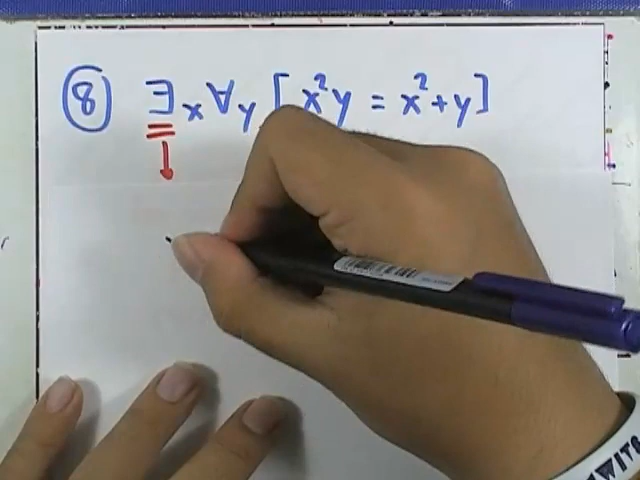 ⑧ ∃x ∀y [ x²y = x²+y ]